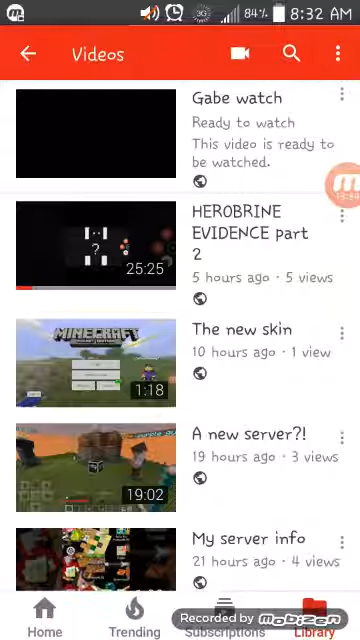 3G 84% 8:32 AM
Videos
Gabe watch
Ready to watch
This video is ready to
be watched.
13:34
HEROBRINE
EVIDENCE part
2
25:25
5 hours ago · 5 views
MINECRAFT
The new skin
10 hours ago · 1 view
1:18
A new server?!
19 hours ago · 3 views
19:02
My server info
21 hours ago · 4 views
Home
Trending
Subscriptions
Library
Recorded by mobizen